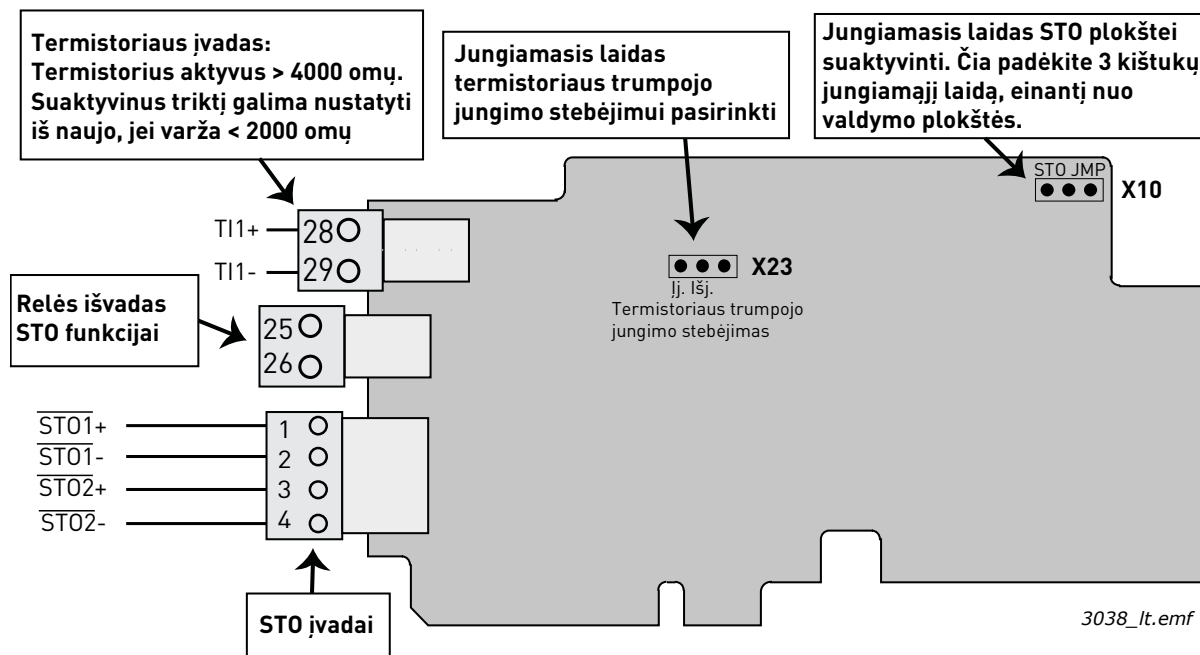 Termistoriaus įvadas:
Termistorius aktyvus > 4000 omų.
Suaktyvinus triktį galima nustatyti
iš naujo, jei varža < 2000 omų
Jungiamasis laidas
termistoriaus trumpojo
jungimo stebėjimui pasirinkti
Jungiamasis laidas STO plokštei
suaktyvinti. Čia padėkite 3 kištukų
jungiamąjį laidą, einantį nuo
valdymo plokštės.
STO JMP
X10
TI1+
28
TI1-
29
X23
Įj. Išj.
Termistoriaus trumpojo
jungimo stebėjimas
Relės išvadas
STO funkcijai
25
26
STO1+
1
STO1-
2
STO2+
3
STO2-
4
STO įvadai
3038_lt.emf